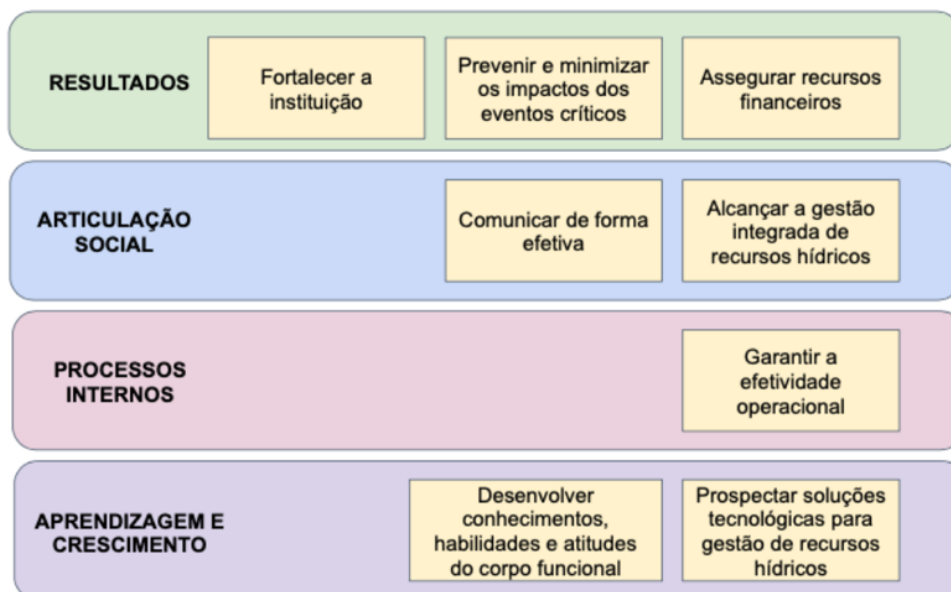 RESULTADOS
Fortalecer a
instituição
Prevenir e minimizar
os impactos dos
eventos críticos
Assegurar recursos
financeiros
ARTICULAÇÃO
SOCIAL
Comunicar de forma
efetiva
Alcançar a gestão
integrada de
recursos hídricos
PROCESSOS
INTERNOS
Garantir a
efetividade
operacional
APRENDIZAGEM E
CRESCIMENTO
Desenvolver
conhecimentos,
habilidades e atitudes
do corpo funcional
Prospectar soluções
tecnológicas para
gestão de recursos
hídricos